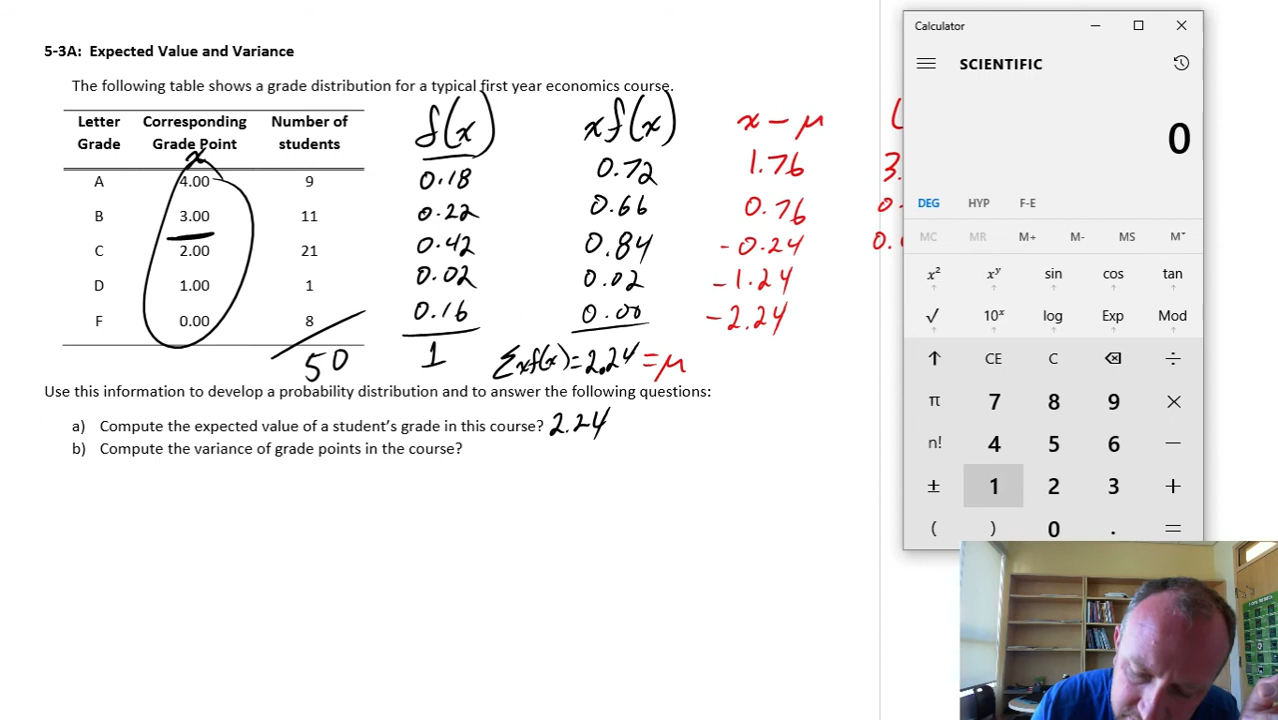 5-3A: Expected Value and Variance
The following table shows a grade distribution for a typical first year economics course.
Letter Grade Corresponding Grade Point Number of students f(x) xf(x) x - μ (
x
A 4.00 9 0.18 0.72 1.76 3.
B 3.00 11 0.22 0.66 0.76 0.
C 2.00 21 0.42 0.84 -0.24 0.
D 1.00 1 0.02 0.02 -1.24
F 0.00 8 0.16 0.00 -2.24
50 1 Σxf(x)=2.24 = μ
Use this information to develop a probability distribution and to answer the following questions:
a) Compute the expected value of a student's grade in this course? 2.24
b) Compute the variance of grade points in the course?
Calculator
SCIENTIFIC
0
DEG HYP F-E
MC MR M+ M- MS M˅
x² xʸ sin cos tan
√ 10ˣ log Exp Mod
↑ CE C ⌫ ÷
π 7 8 9 ×
n! 4 5 6 −
± 1 2 3 +
( ) 0 . =